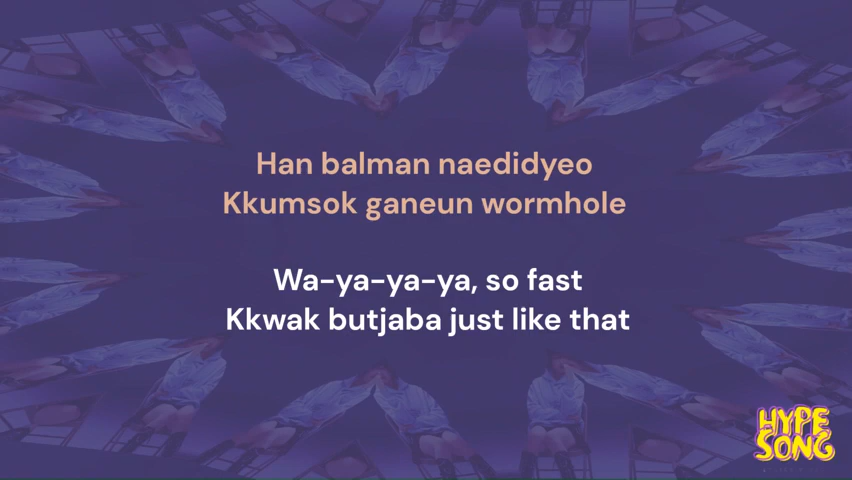 Han balman naedidyeo
Kkumsok ganeun wormhole
Wa-ya-ya-ya, so fast
Kkwak butjaba just like that
HYPE
SONG